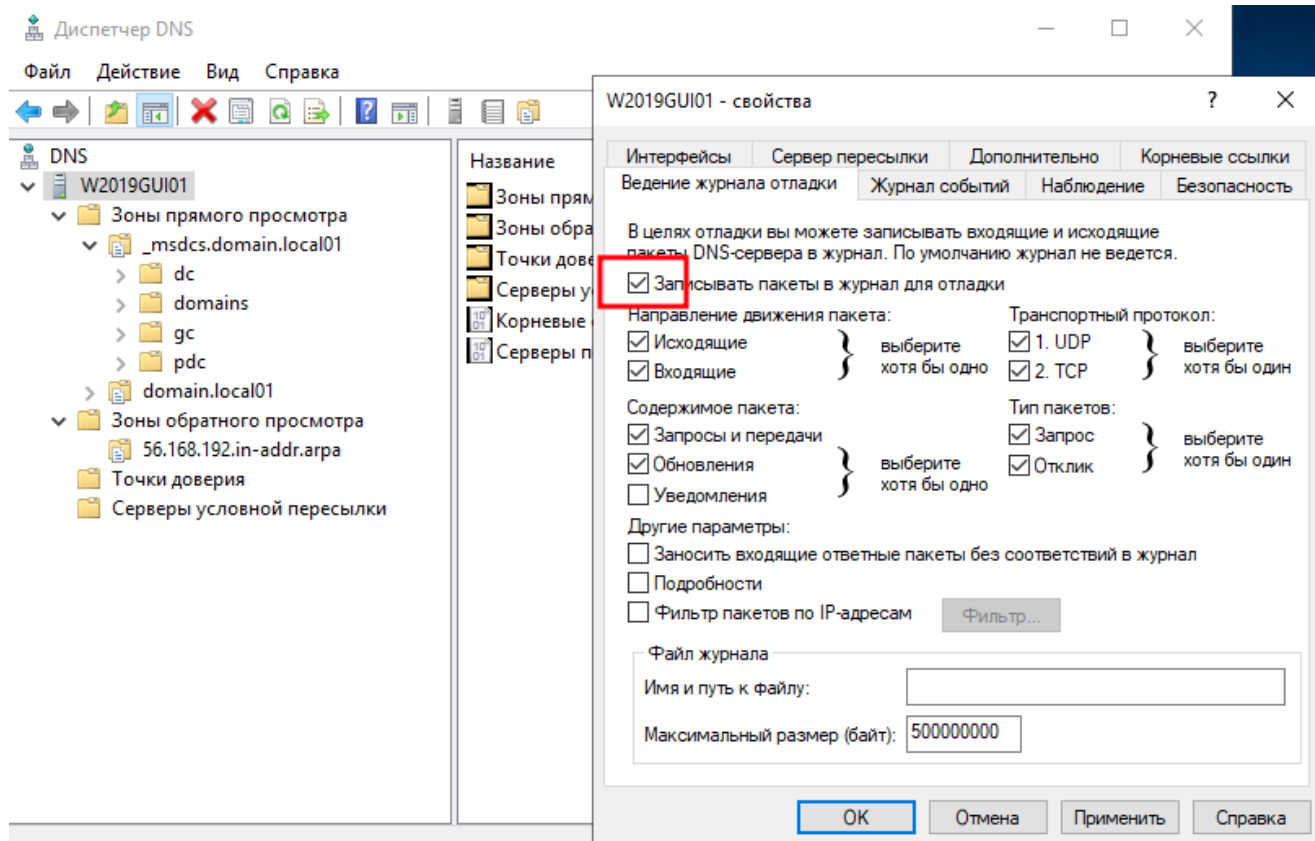 Диспетчер DNS
Файл Действие Вид Справка
DNS
W2019GUI01
Зоны прямого просмотра
_msdcs.domain.local01
dc
domains
gc
pdc
domain.local01
Зоны обратного просмотра
56.168.192.in-addr.arpa
Точки доверия
Серверы условной пересылки
Название
Зоны прям
Зоны обра
Точки дове
Серверы у
Корневые
Серверы п
W2019GUI01 - свойства
Интерфейсы Сервер пересылки Дополнительно Корневые ссылки
Ведение журнала отладки Журнал событий Наблюдение Безопасность
В целях отладки вы можете записывать входящие и исходящие
пакеты DNS-сервера в журнал. По умолчанию журнал не ведется.
Записывать пакеты в журнал для отладки
Направление движения пакета: Транспортный протокол:
Исходящие 1. UDP
выберите выберите
Входящие хотя бы одно 2. TCP хотя бы один
Содержимое пакета: Тип пакетов:
Запросы и передачи Запрос
выберите
Обновления выберите Отклик хотя бы один
хотя бы одно
Уведомления
Другие параметры:
Заносить входящие ответные пакеты без соответствий в журнал
Подробности
Фильтр пакетов по IP-адресам Фильтр...
Файл журнала
Имя и путь к файлу:
Максимальный размер (байт): 500000000
OK Отмена Применить Справка